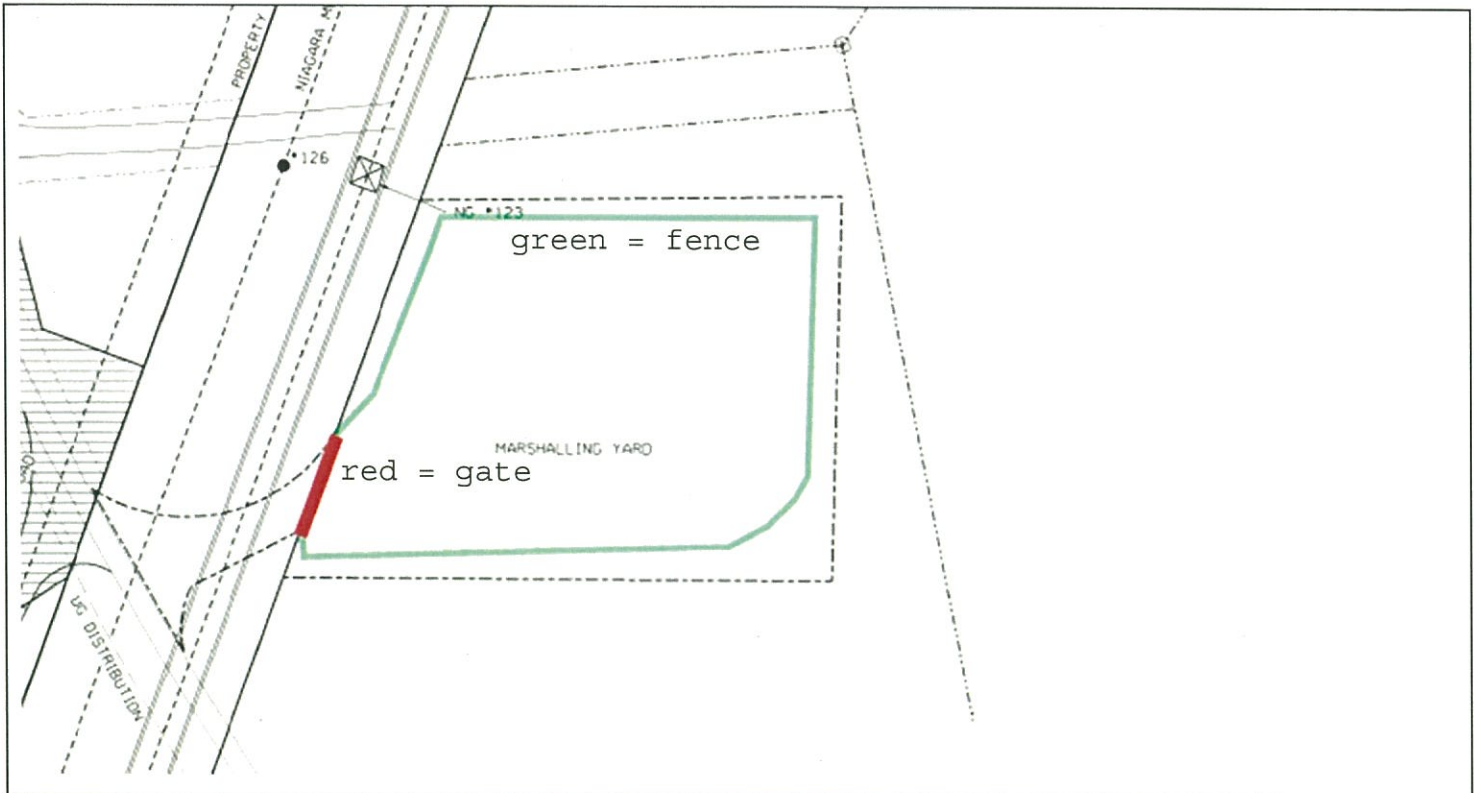 PROPERTY
NIAGARA M
*126
NG *123
green = fence
MARSHALLING YARD
red = gate
UG DISTRIBUTION